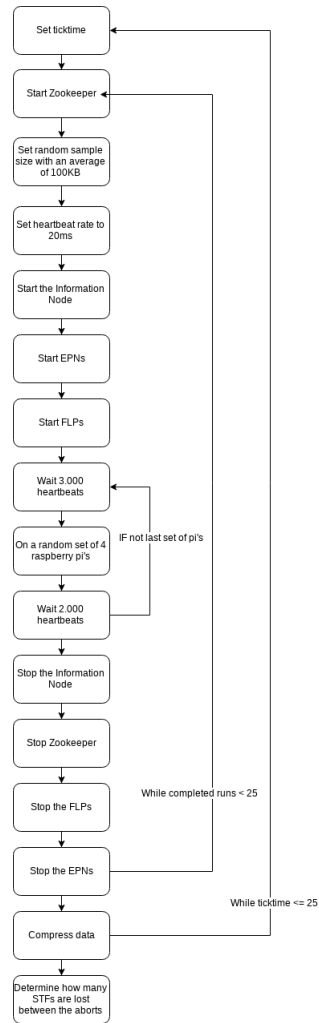 Set ticktime
Start Zookeeper
Set random sample
size with an average
of 100KB
Set heartbeat rate to
20ms
Start the Information
Node
Start EPNs
Start FLPs
Wait 3.000
heartbeats
IF not last set of pi's
On a random set of 4
raspberry pi's
Wait 2.000
heartbeats
Stop the Information
Node
Stop Zookeeper
Stop the FLPs
While completed runs < 25
Stop the EPNs
While ticktime <= 25
Compress data
Determine how many
STFs are lost
between the aborts